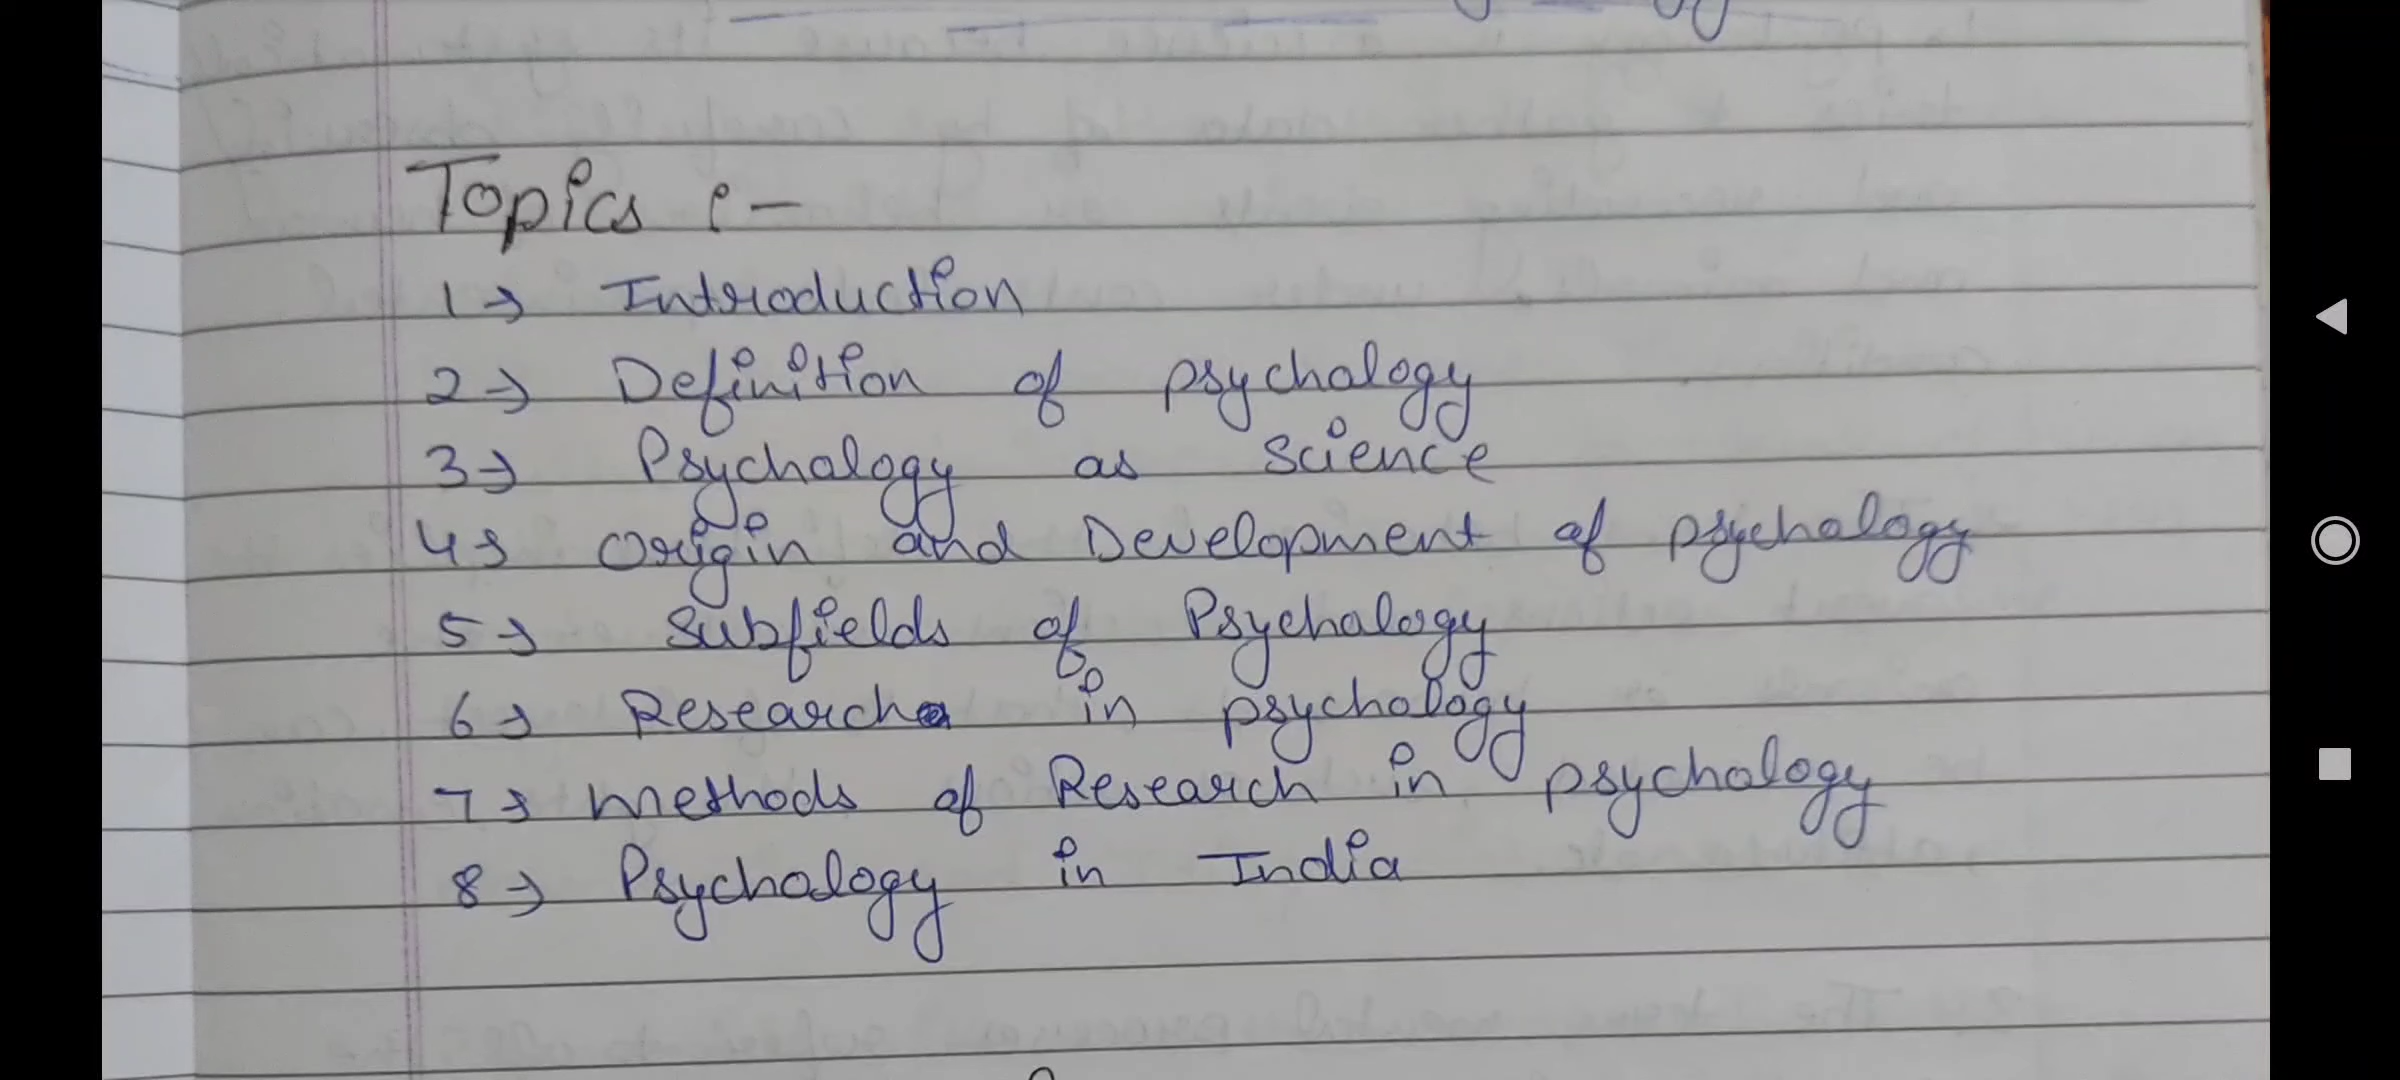 Topics :-
1→ Introduction
2→ Definition of psychology
3→ Psychology as Science
4→ Origin and Development of psychology
5→ Subfields of Psychology
6→ Research in psychology
7→ methods of Research in psychology
8→ Psychology in India